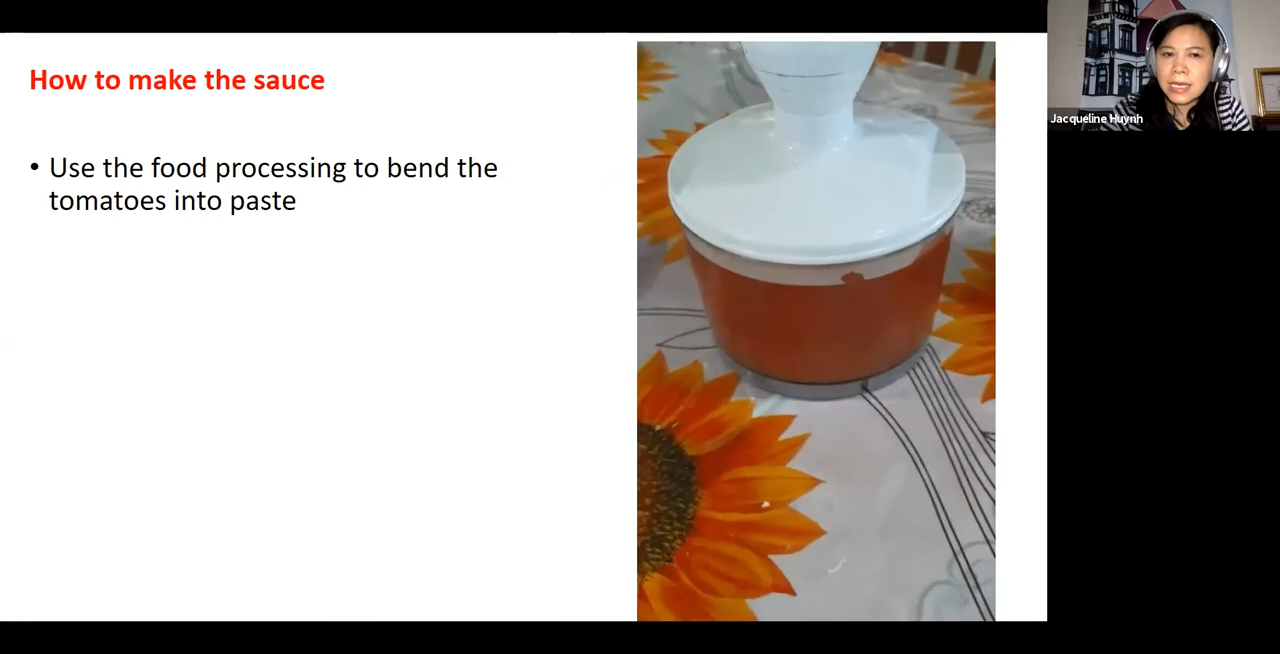 How to make the sauce
• Use the food processing to bend the
tomatoes into paste
Jacqueline Huynh